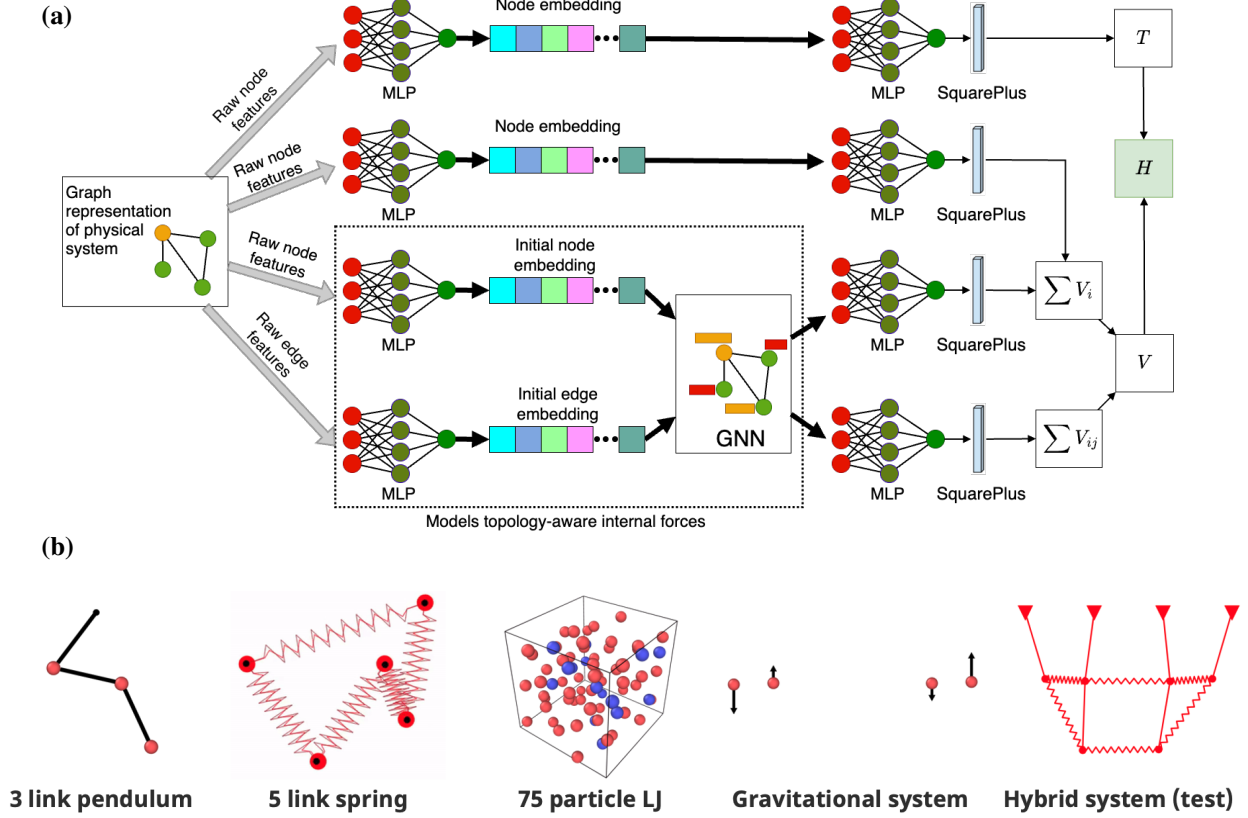 (a)
Node embedding
MLP
MLP
SquarePlus
T
Raw node
features
Node embedding
MLP
MLP
SquarePlus
H
Raw node
features
Graph
representation
of physical
system
Raw node
features
Initial node
embedding
MLP
MLP
SquarePlus
∑ V_i
V
Raw edge
features
Initial edge
embedding
GNN
MLP
MLP
SquarePlus
∑ V_{ij}
Models topology-aware internal forces
(b)
3 link pendulum
5 link spring
75 particle LJ
Gravitational system
Hybrid system (test)